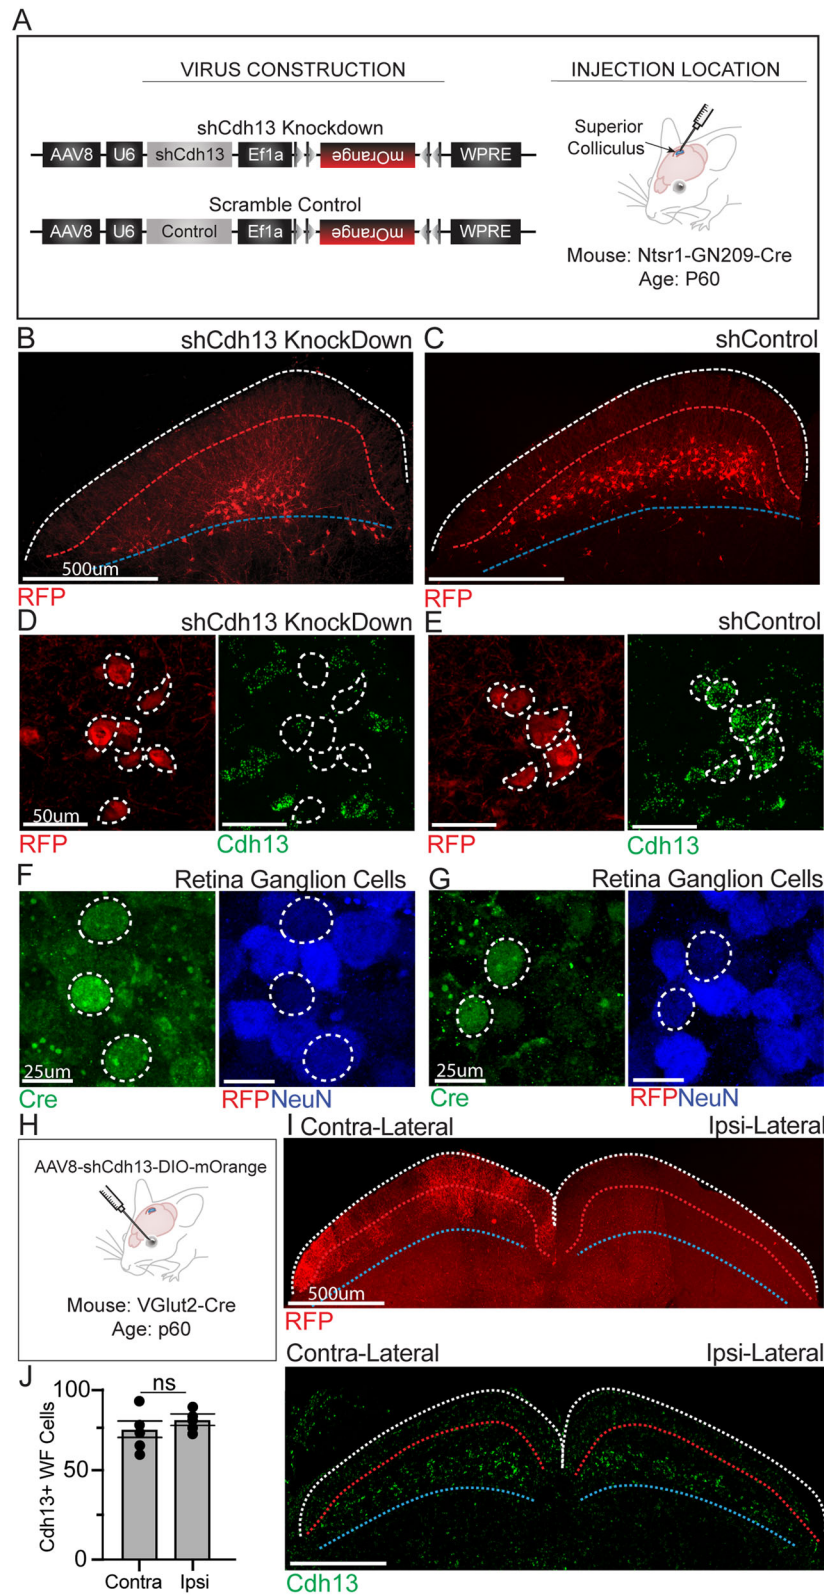 A
VIRUS CONSTRUCTION
INJECTION LOCATION
shCdh13 Knockdown
AAV8 U6 shCdh13 Ef1a mOrange WPRE
Scramble Control
AAV8 U6 Control Ef1a mOrange WPRE
Superior
Colliculus
Mouse: Ntsr1-GN209-Cre
Age: P60
B shCdh13 KnockDown
500um
RFP
C shControl
RFP
D shCdh13 KnockDown
50um
RFP Cdh13
E shControl
RFP Cdh13
F Retina Ganglion Cells
25um
Cre RFPNeuN
G Retina Ganglion Cells
25um
Cre RFPNeuN
H
AAV8-shCdh13-DIO-mOrange
Mouse: VGlut2-Cre
Age: p60
I Contra-Lateral Ipsi-Lateral
500um
RFP
Contra-Lateral Ipsi-Lateral
Cdh13
J
ns
100
50
0
Cdh13+ WF Cells
Contra Ipsi